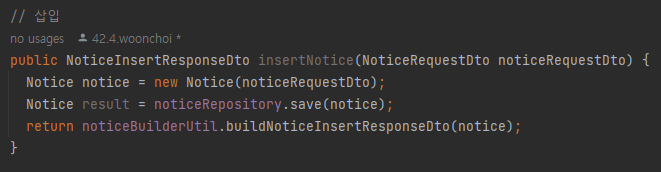 // 삽입
no usages 42.4.woonchoi *
public NoticeInsertResponseDto insertNotice(NoticeRequestDto noticeRequestDto) {
Notice notice = new Notice(noticeRequestDto);
Notice result = noticeRepository.save(notice);
return noticeBuilderUtil.buildNoticeInsertResponseDto(notice);
}